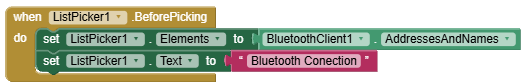 when ListPicker1 .BeforePicking
do set ListPicker1 . Elements to BluetoothClient1 . AddressesAndNames
set ListPicker1 . Text to " Bluetooth Conection "